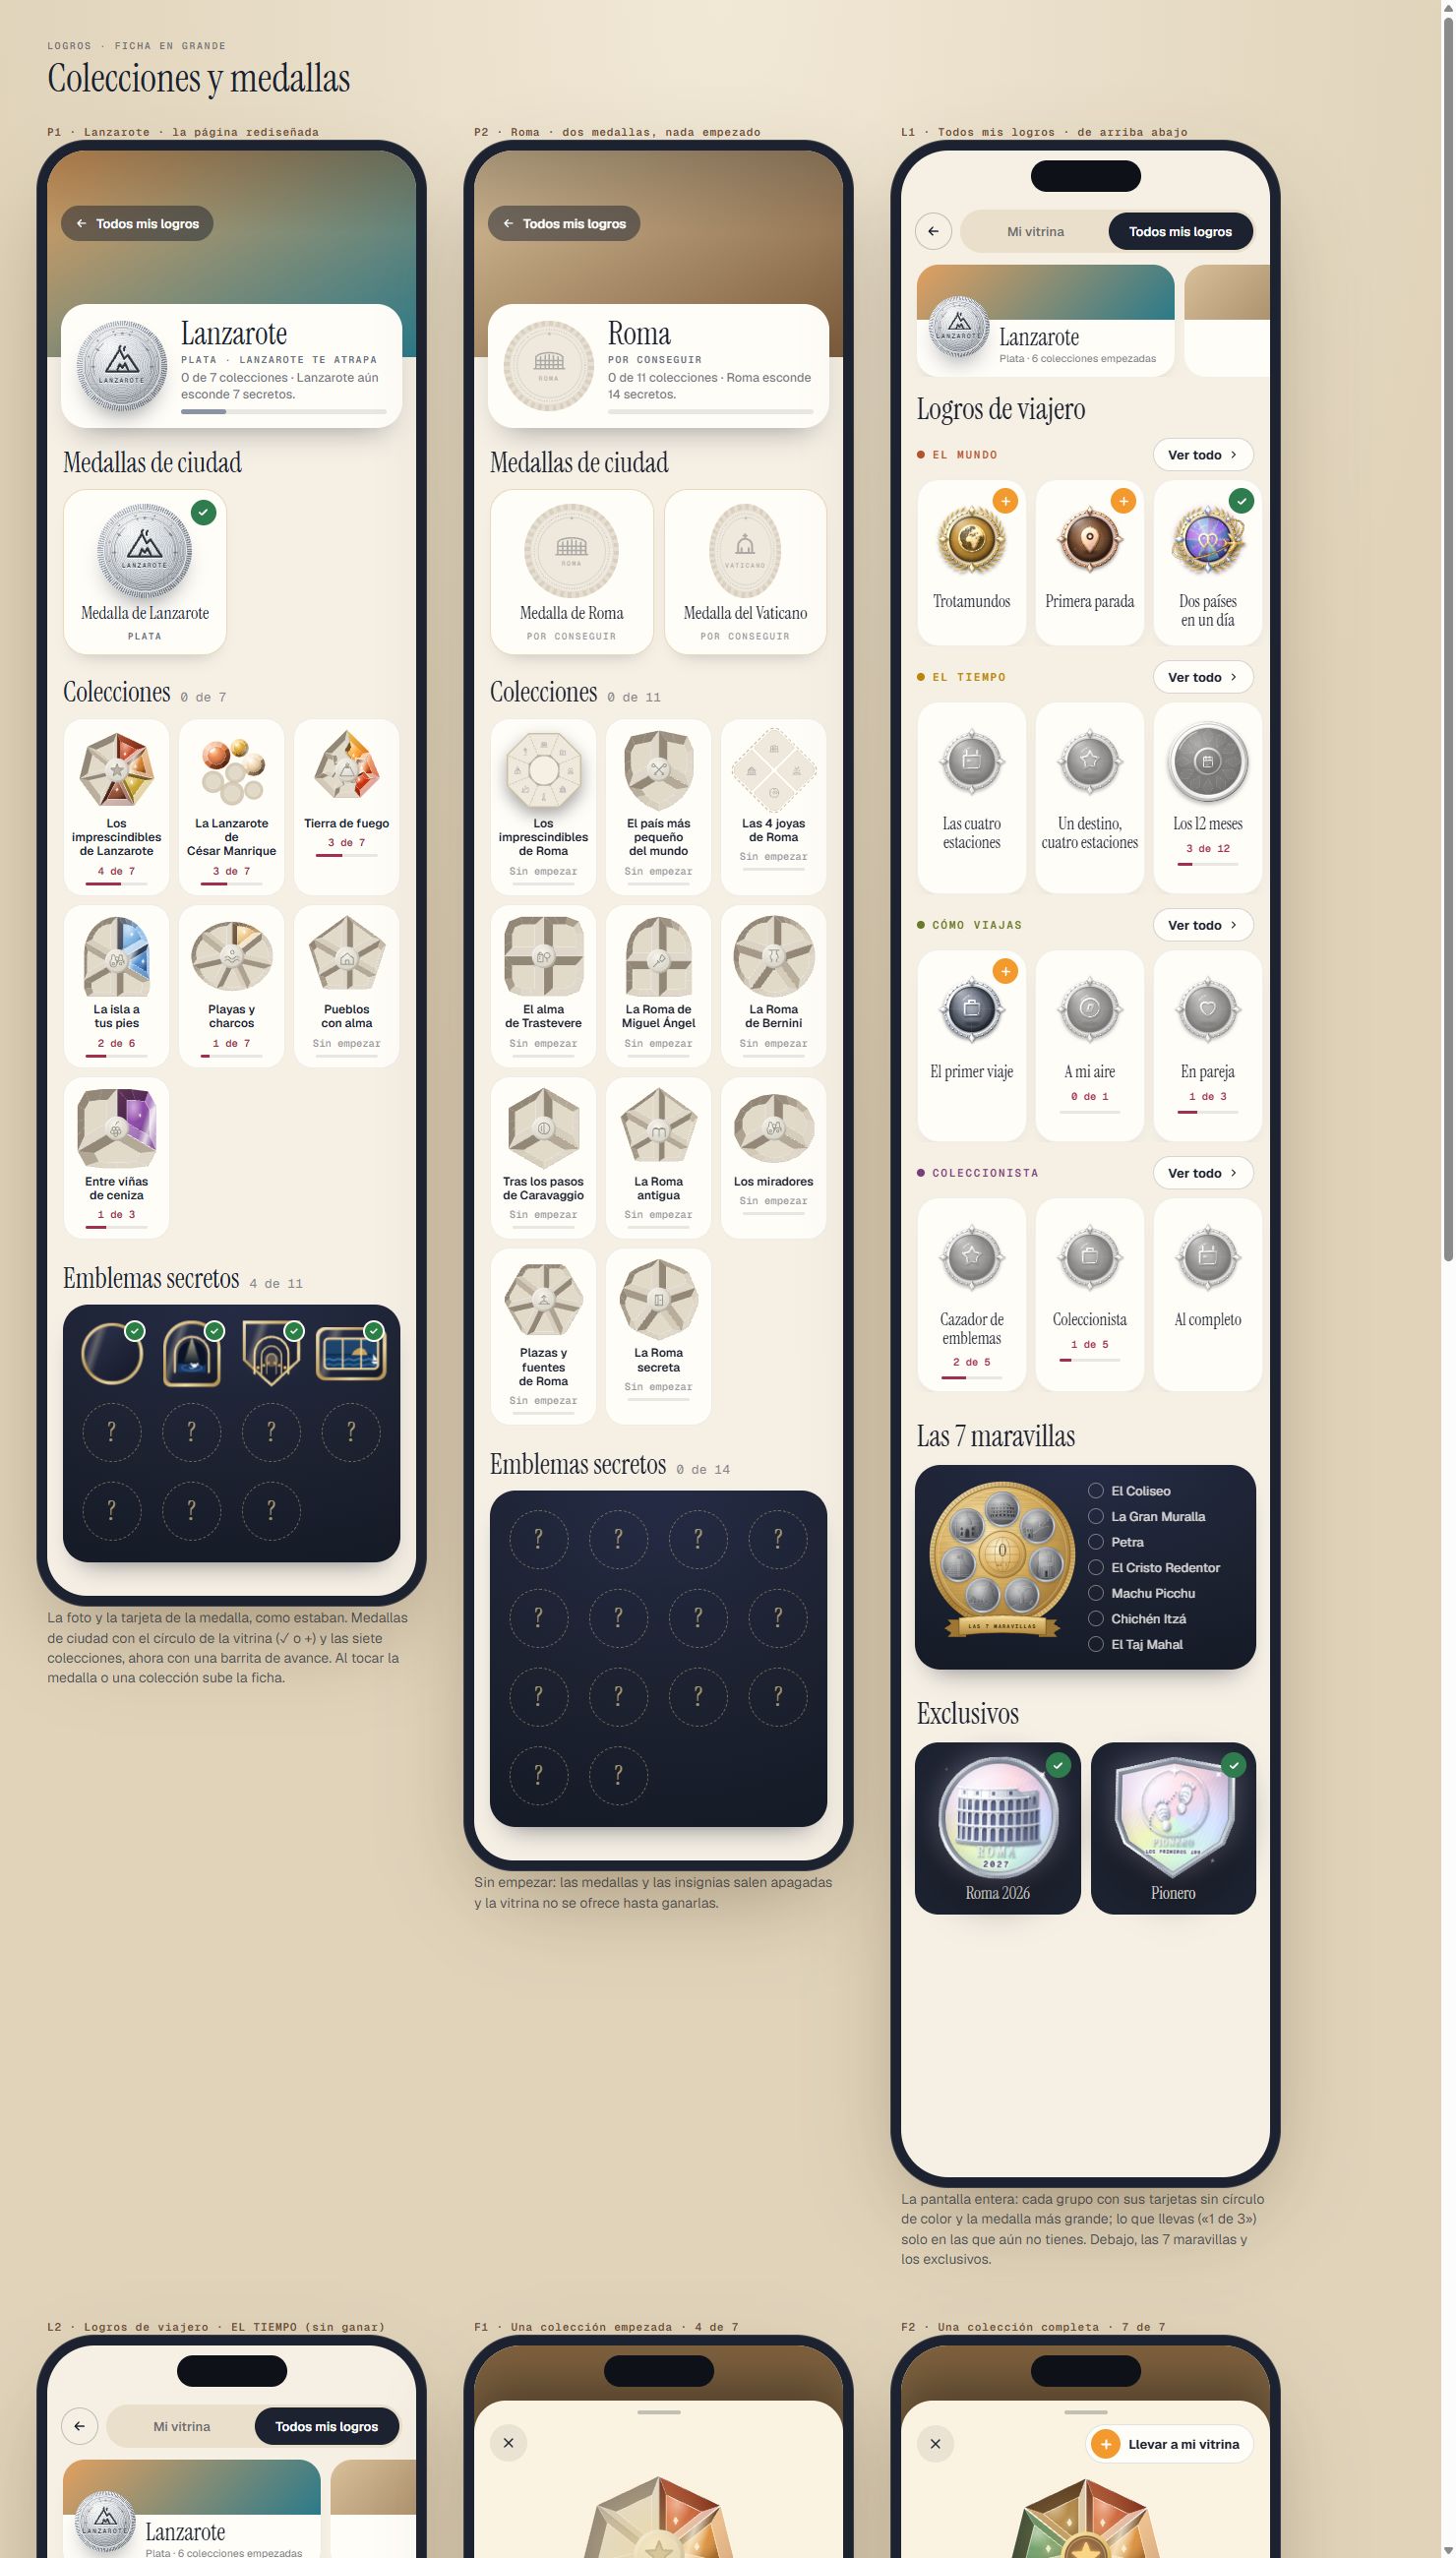 LOGROS · FICHA EN GRANDE
Colecciones y medallas
P1 · Lanzarote · la página rediseñada
← Todos mis logros
LANZAROTE
Lanzarote
PLATA · LANZAROTE TE ATRAPA
0 de 7 colecciones · Lanzarote aún
esconde 7 secretos.
Medallas de ciudad
LANZAROTE
Medalla de Lanzarote
PLATA
Colecciones 0 de 7
Los
imprescindibles
de Lanzarote
4 de 7
La Lanzarote
de
César Manrique
3 de 7
Tierra de fuego
3 de 7
La isla a
tus pies
2 de 6
Playas y
charcos
1 de 7
Pueblos
con alma
Sin empezar
Entre viñas
de ceniza
1 de 3
Emblemas secretos 4 de 11
? ? ? ?
? ? ?
La foto y la tarjeta de la medalla, como estaban. Medallas
de ciudad con el círculo de la vitrina (✓ o +) y las siete
colecciones, ahora con una barrita de avance. Al tocar la
medalla o una colección sube la ficha.
P2 · Roma · dos medallas, nada empezado
← Todos mis logros
ROMA
Roma
POR CONSEGUIR
0 de 11 colecciones · Roma esconde
14 secretos.
Medallas de ciudad
ROMA
Medalla de Roma
POR CONSEGUIR
VATICANO
Medalla del Vaticano
POR CONSEGUIR
Colecciones 0 de 11
Los
imprescindibles
de Roma
Sin empezar
El país más
pequeño
del mundo
Sin empezar
Las 4 joyas
de Roma
Sin empezar
El alma
de Trastevere
Sin empezar
La Roma de
Miguel Ángel
Sin empezar
La Roma
de Bernini
Sin empezar
Tras los pasos
de Caravaggio
Sin empezar
La Roma
antigua
Sin empezar
Los miradores
Sin empezar
Plazas y
fuentes
de Roma
Sin empezar
La Roma
secreta
Sin empezar
Emblemas secretos 0 de 14
? ? ? ?
? ? ? ?
? ? ? ?
? ?
Sin empezar: las medallas y las insignias salen apagadas
y la vitrina no se ofrece hasta ganarlas.
L1 · Todos mis logros · de arriba abajo
←
Mi vitrina
Todos mis logros
LANZAROTE
Lanzarote
Plata · 6 colecciones empezadas
Logros de viajero
EL MUNDO
Ver todo ›
Trotamundos
Primera parada
Dos países
en un día
EL TIEMPO
Ver todo ›
Las cuatro
estaciones
Un destino,
cuatro estaciones
Los 12 meses
3 de 12
CÓMO VIAJAS
Ver todo ›
El primer viaje
A mi aire
0 de 1
En pareja
1 de 3
COLECCIONISTA
Ver todo ›
Cazador de
emblemas
2 de 5
Coleccionista
1 de 5
Al completo
Las 7 maravillas
0
LAS 7 MARAVILLAS
El Coliseo
La Gran Muralla
Petra
El Cristo Redentor
Machu Picchu
Chichén Itzá
El Taj Mahal
Exclusivos
ROMA
2027
Roma 2026
PIONERO
Pionero
La pantalla entera: cada grupo con sus tarjetas sin círculo
de color y la medalla más grande; lo que llevas («1 de 3»)
solo en las que aún no tienes. Debajo, las 7 maravillas y
los exclusivos.
L2 · Logros de viajero · EL TIEMPO (sin ganar)
←
Mi vitrina
Todos mis logros
LANZAROTE
Lanzarote
Plata · 6 colecciones empezadas
F1 · Una colección empezada · 4 de 7
×
F2 · Una colección completa · 7 de 7
×
+ Llevar a mi vitrina